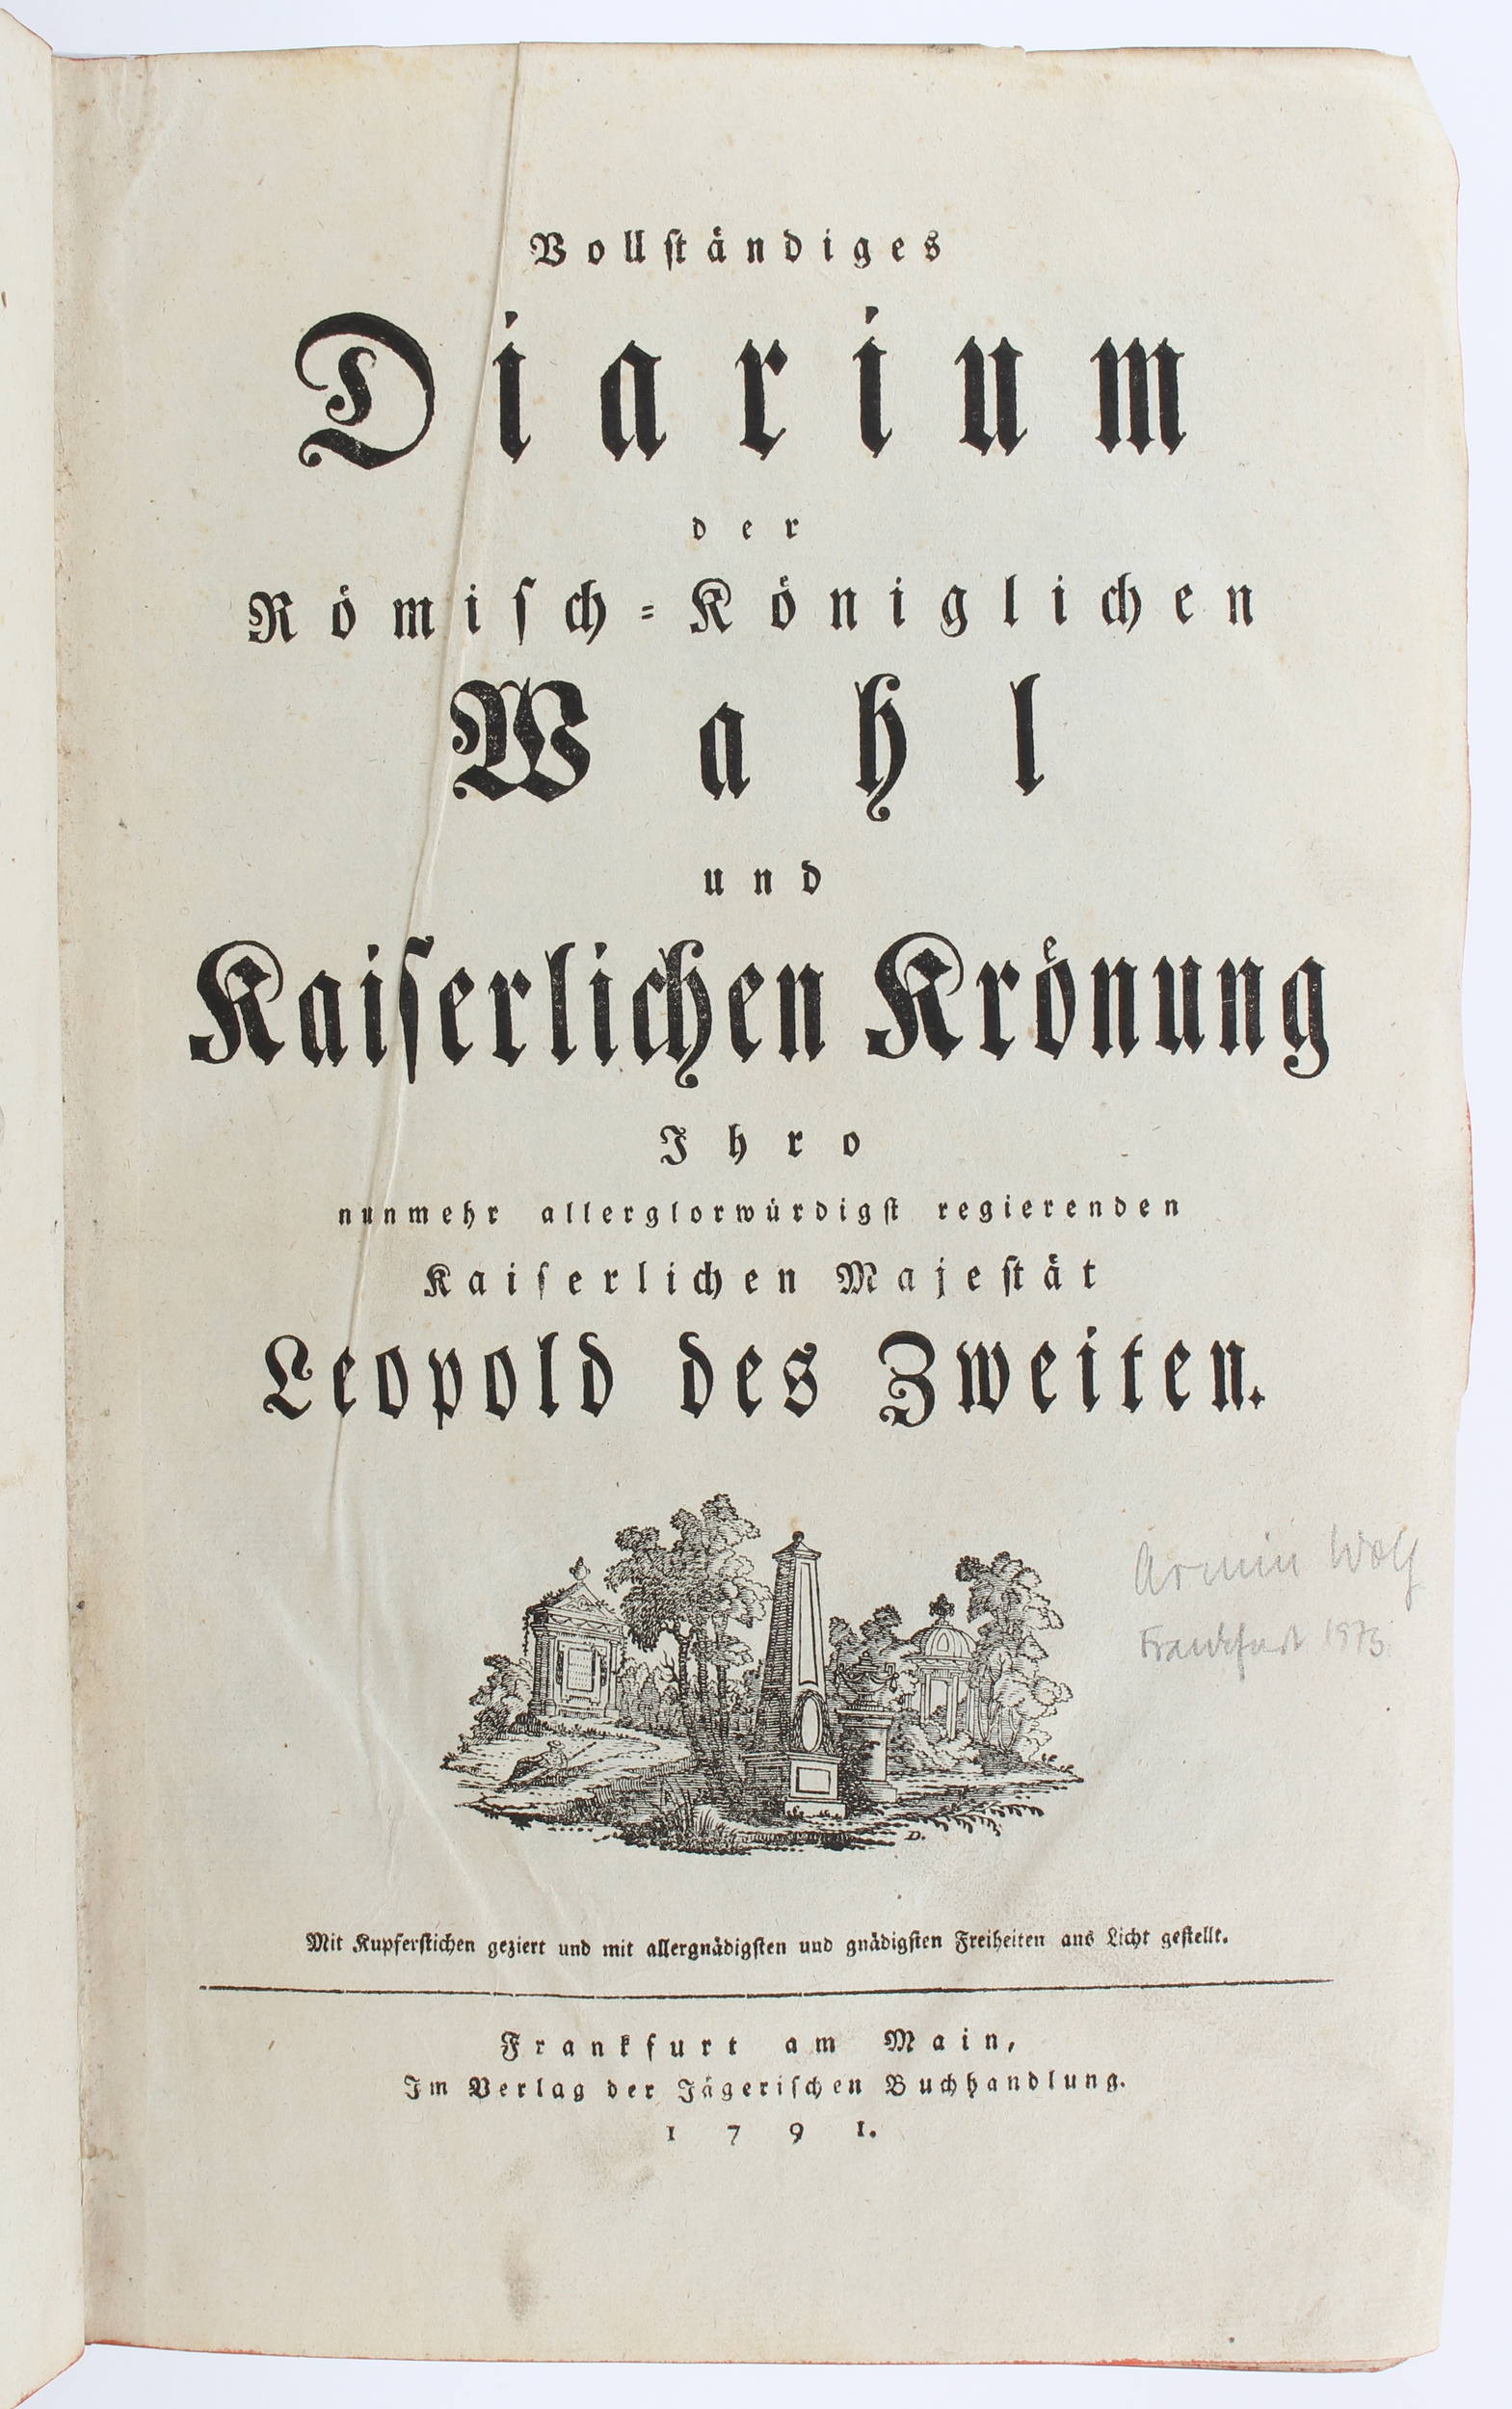 Vollſtändiges
Diarium
der
Römiſch=Königlichen
Wahl
und
Kaiſerlichen Krönung
Ihro
nunmehr allerglorwürdigſt regierenden
Kaiſerlichen Majeſtät
Leopold des Zweiten.
Armin Wolf
Frankfurt 1973
D.
Mit Kupferſtichen geziert und mit allergnädigſten und gnädigſten Freiheiten ans Licht geſtellt.
Frankfurt am Main,
Im Verlag der Jägeriſchen Buchhandlung.
1791.